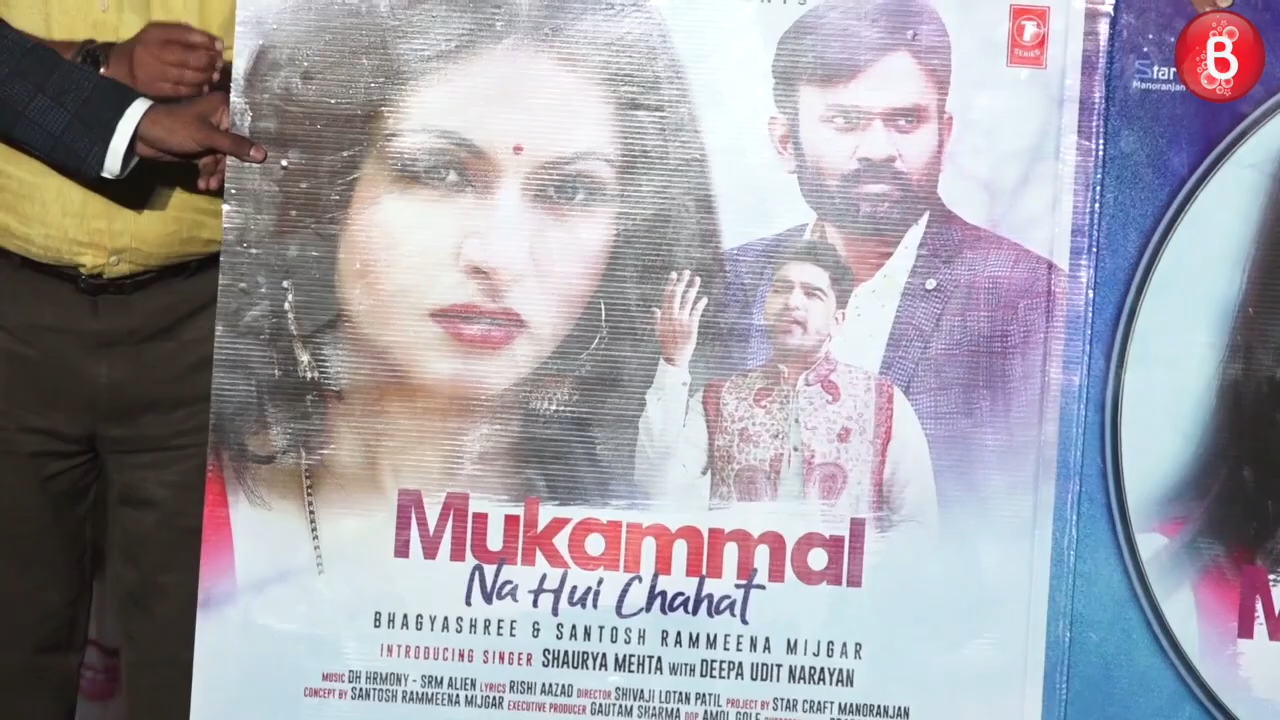 T
SERIES
Star
Manoranjan
B
Mukammal
Na Hui Chahat
BHAGYASHREE & SANTOSH RAMMEENA MIJGAR
INTRODUCING SINGER SHAURYA MEHTA WITH DEEPA UDIT NARAYAN
MUSIC DH HRMONY - SRM ALIEN LYRICS RISHI AAZAD DIRECTOR SHIVAJI LOTAN PATIL PROJECT BY STAR CRAFT MANORANJAN
CONCEPT BY SANTOSH RAMMEENA MIJGAR EXECUTIVE PRODUCER GAUTAM SHARMA DOP AMOL GOLE
M